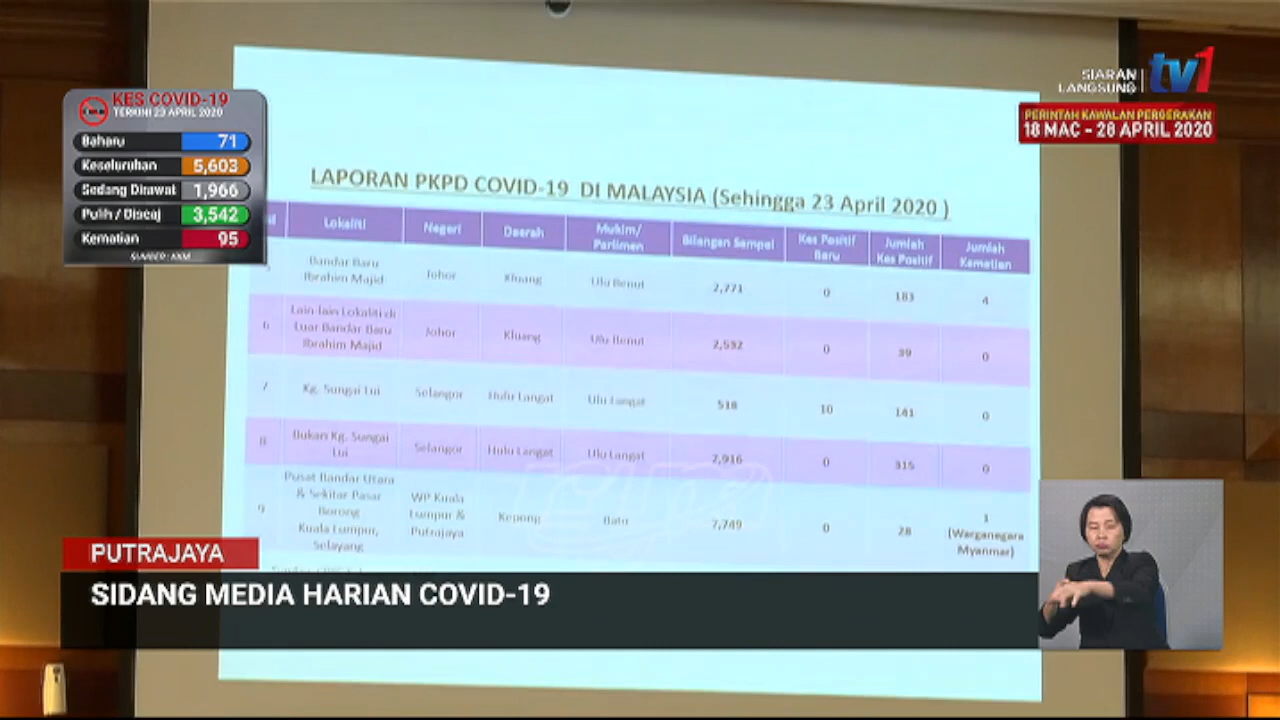 SIARAN
LANGSUNG
tv1
PERINTAH KAWALAN PERGERAKAN
18 MAC - 28 APRIL 2020
KES COVID-19
TERKINI 23 APRIL 2020
Baharu 71
Keseluruhan 5,603
Sedang Dirawat 1,966
Pulih / Discaj 3,542
Kematian 95
SUMBER : KKM
LAPORAN PKPD COVID-19 DI MALAYSIA (Sehingga 23 April 2020 )
Lokaliti Negeri Daerah Mukim/ Parlimen Bilangan Sampel Kes Positif Baru Jumlah Kes Positif Jumlah Kematian
Bandar Baru Ibrahim Majid Johor Kluang Ulu Benut 2,771 0 183 4
6 Lain-lain Lokaliti di Luar Bandar Baru Ibrahim Majid Johor Kluang Ulu Benut 2,532 0 39 0
7 Kg. Sungai Lui Selangor Hulu Langat Ulu Langat 518 10 141 0
8 Bukan Kg. Sungai Lui Selangor Hulu Langat Ulu Langat 2,916 0 315 0
9 Pusat Bandar Utara & Sekitar Pasar Borong Kuala Lumpur, Selayang WP Kuala Lumpur & Putrajaya Kepong Batu 7,749 0 28 1 (Warganegara Myanmar)
PUTRAJAYA
SIDANG MEDIA HARIAN COVID-19